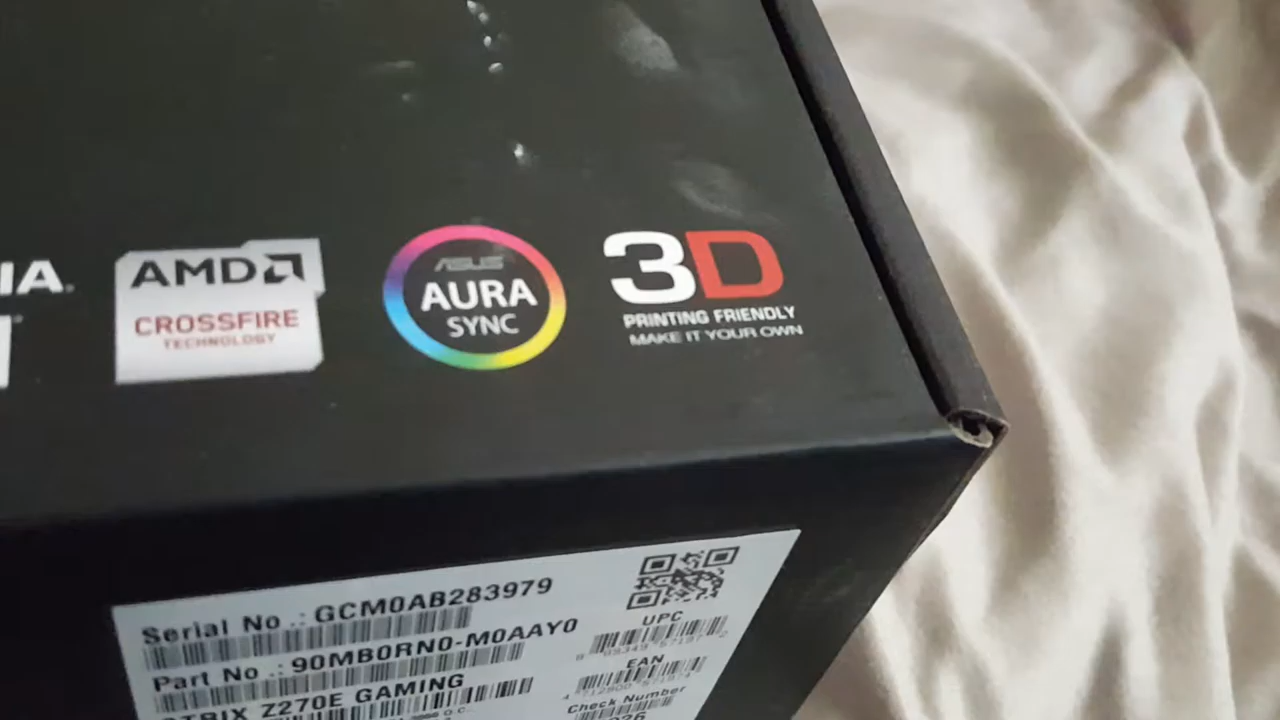 IA.
AMD
CROSSFIRE
TECHNOLOGY
ASUS
AURA
SYNC
3D
PRINTING FRIENDLY
MAKE IT YOUR OWN
Serial No .: GCM0AB283979
Part No .: 90MB0RN0-M0AAY0
STRIX Z270E GAMING
UPC
EAN
Check Number